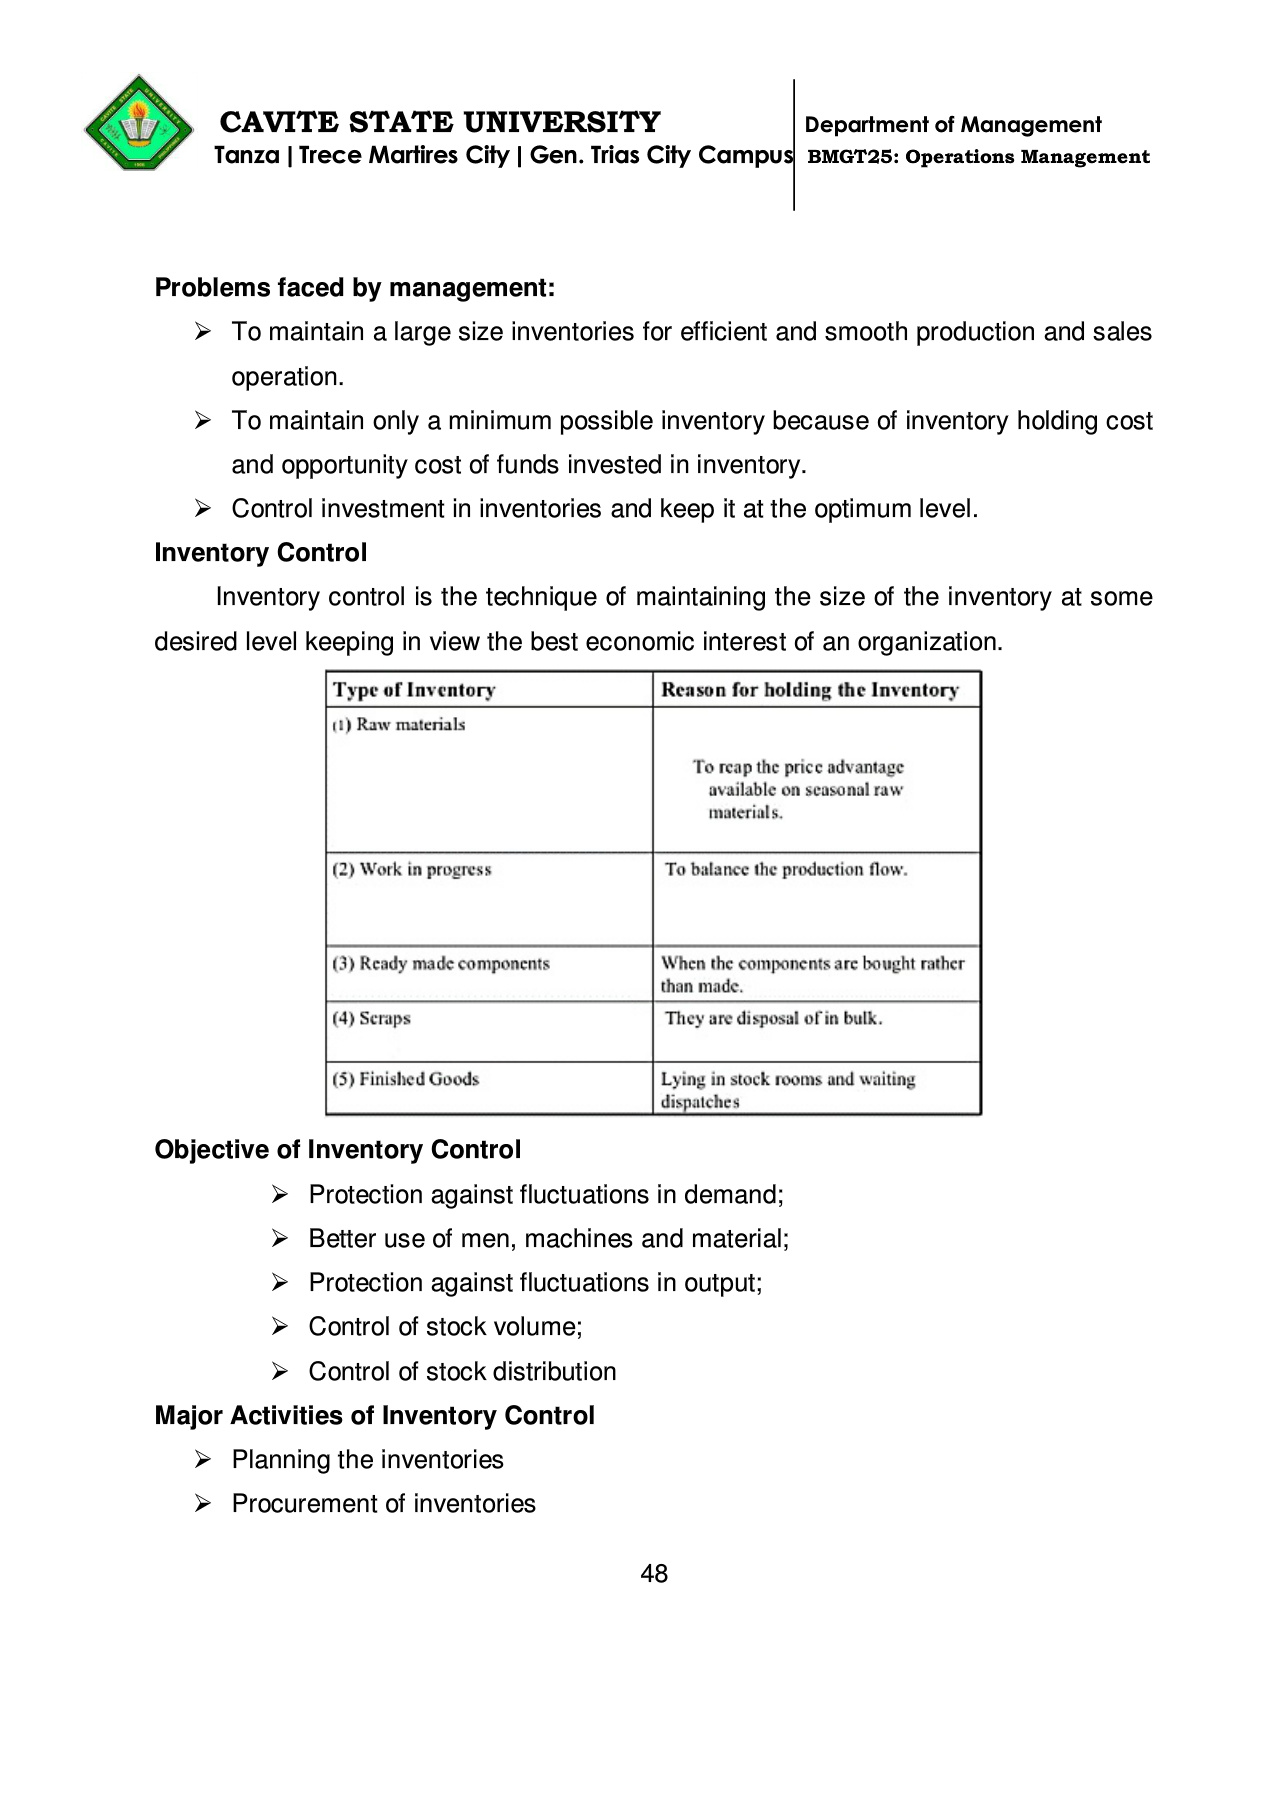 CAVITE STATE UNIVERSITY
Tanza | Trece Martires City | Gen. Trias City Campus
Department of Management
BMGT25: Operations Management
Problems faced by management:
➢ To maintain a large size inventories for efficient and smooth production and sales
operation.
➢ To maintain only a minimum possible inventory because of inventory holding cost
and opportunity cost of funds invested in inventory.
➢ Control investment in inventories and keep it at the optimum level.
Inventory Control
Inventory control is the technique of maintaining the size of the inventory at some
desired level keeping in view the best economic interest of an organization.
Type of Inventory Reason for holding the Inventory
(1) Raw materials
To reap the price advantage
available on seasonal raw
materials.
(2) Work in progress To balance the production flow.
(3) Ready made components When the components are bought rather
than made.
(4) Scraps They are disposal of in bulk.
(5) Finished Goods Lying in stock rooms and waiting
dispatches
Objective of Inventory Control
➢ Protection against fluctuations in demand;
➢ Better use of men, machines and material;
➢ Protection against fluctuations in output;
➢ Control of stock volume;
➢ Control of stock distribution
Major Activities of Inventory Control
➢ Planning the inventories
➢ Procurement of inventories
48